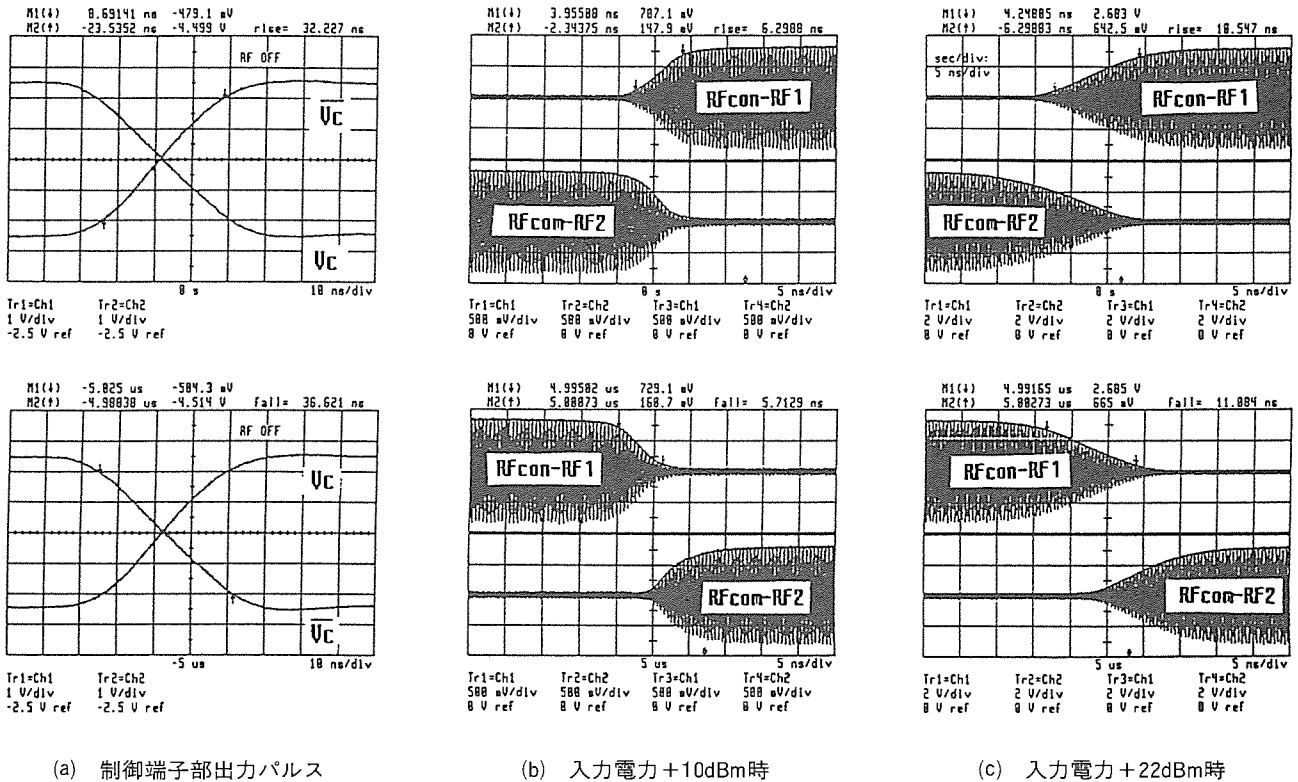 M1(↓) 8.69141 ns -479.1 mV
M2(↑) -23.5352 ns -4.499 V rise= 32.227 ns
RF OFF
V̅c̅
Vc
0 s 10 ns/div
Tr1=Ch1 Tr2=Ch2
1 V/div 1 V/div
-2.5 V ref -2.5 V ref
M1(↓) 3.95508 ns 707.1 mV
M2(↑) -2.34375 ns 147.9 mV rise= 6.2988 ns
RFcon-RF1
RFcom-RF2
0 s 5 ns/div
Tr1=Ch1 Tr2=Ch2 Tr3=Ch1 Tr4=Ch2
500 mV/div 500 mV/div 500 mV/div 500 mV/div
0 V ref 0 V ref 0 V ref 0 V ref
M1(↓) 4.24805 ns 2.683 V
M2(↑) -6.29883 ns 642.5 mV rise= 10.547 ns
sec/div:
5 ns/div
RFcon-RF1
RFcom-RF2
0 s 5 ns/div
Tr1=Ch1 Tr2=Ch2 Tr3=Ch1 Tr4=Ch2
2 V/div 2 V/div 2 V/div 2 V/div
0 V ref 0 V ref 0 V ref 0 V ref
M1(↓) -5.025 us -504.3 mV
M2(↑) -4.98838 us -4.514 V fall= 36.621 ns
RF OFF
Vc
V̅c̅
-5 us 10 ns/div
Tr1=Ch1 Tr2=Ch2
1 V/div 1 V/div
-2.5 V ref -2.5 V ref
M1(↓) 4.99502 us 729.1 mV
M2(↑) 5.00073 us 160.7 mV fall= 5.7129 ns
RFcon-RF1
RFcom-RF2
5 us 5 ns/div
Tr1=Ch1 Tr2=Ch2 Tr3=Ch1 Tr4=Ch2
500 mV/div 500 mV/div 500 mV/div 500 mV/div
0 V ref 0 V ref 0 V ref 0 V ref
M1(↓) 4.99165 us 2.685 V
M2(↑) 5.00273 us 665 mV fall= 11.084 ns
RFcon-RF1
RFcom-RF2
5 us 5 ns/div
Tr1=Ch1 Tr2=Ch2 Tr3=Ch1 Tr4=Ch2
2 V/div 2 V/div 2 V/div 2 V/div
0 V ref 0 V ref 0 V ref 0 V ref
(a) 制御端子部出力パルス
(b) 入力電力+10dBm時
(c) 入力電力+22dBm時